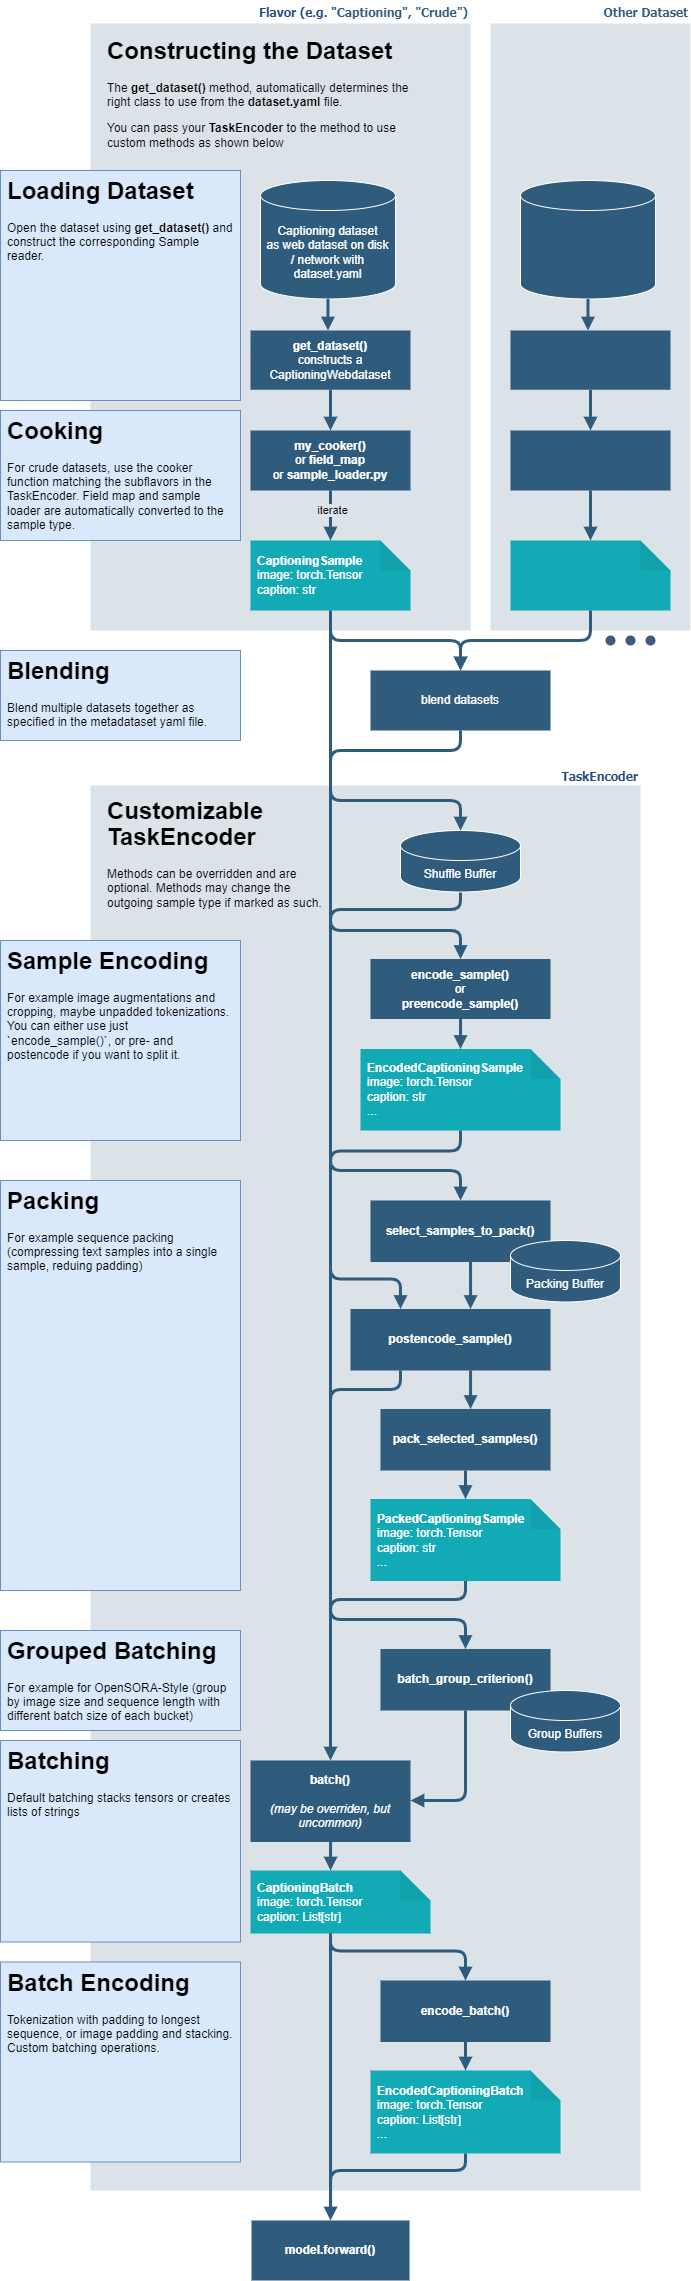 Flavor (e.g. "Captioning", "Crude")
Other Dataset
Constructing the Dataset
The get_dataset() method, automatically determines the
right class to use from the dataset.yaml file.
You can pass your TaskEncoder to the method to use
custom methods as shown below
Loading Dataset
Open the dataset using get_dataset() and
construct the corresponding Sample
reader.
Captioning dataset
as web dataset on disk
/ network with
dataset.yaml
get_dataset()
constructs a
CaptioningWebdataset
Cooking
For crude datasets, use the cooker
function matching the subflavors in the
TaskEncoder. Field map and sample
loader are automatically converted to the
sample type.
my_cooker()
or field_map
or sample_loader.py
iterate
CaptioningSample
image: torch.Tensor
caption: str
Blending
Blend multiple datasets together as
specified in the metadataset yaml file.
blend datasets
TaskEncoder
Customizable
TaskEncoder
Methods can be overridden and are
optional. Methods may change the
outgoing sample type if marked as such.
Shuffle Buffer
Sample Encoding
For example image augmentations and
cropping, maybe unpadded tokenizations.
You can either use just
`encode_sample()`, or pre- and
postencode if you want to split it.
encode_sample()
or
preencode_sample()
EncodedCaptioningSample
image: torch.Tensor
caption: str
...
Packing
For example sequence packing
(compressing text samples into a single
sample, reduing padding)
select_samples_to_pack()
Packing Buffer
postencode_sample()
pack_selected_samples()
PackedCaptioningSample
image: torch.Tensor
caption: str
...
Grouped Batching
For example for OpenSORA-Style (group
by image size and sequence length with
different batch size of each bucket)
batch_group_criterion()
Group Buffers
Batching
Default batching stacks tensors or creates
lists of strings
batch()
(may be overriden, but
uncommon)
CaptioningBatch
image: torch.Tensor
caption: List[str]
Batch Encoding
Tokenization with padding to longest
sequence, or image padding and stacking.
Custom batching operations.
encode_batch()
EncodedCaptioningBatch
image: torch.Tensor
caption: List[str]
...
model.forward()